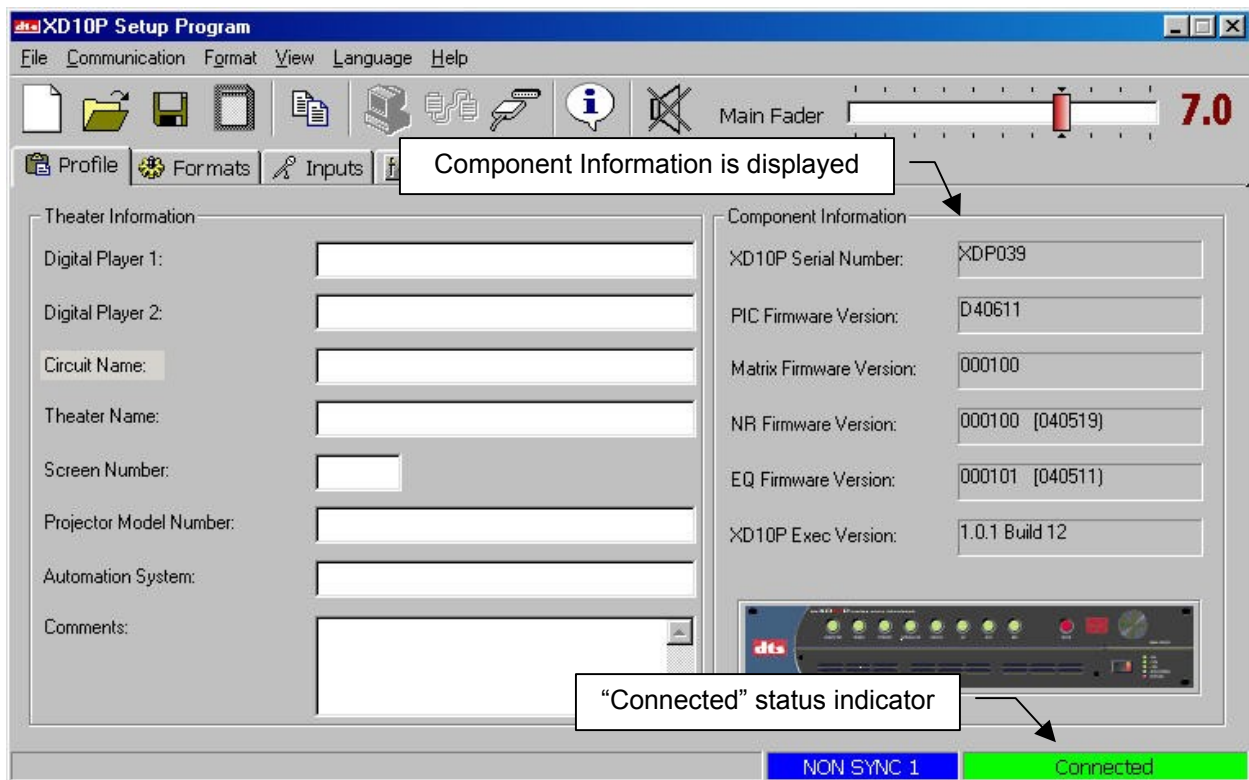 dts XD10P Setup Program
File Communication Format View Language Help
Main Fader 7.0
Component Information is displayed
Profile Formats Inputs
Theater Information
Digital Player 1:
Digital Player 2:
Circuit Name:
Theater Name:
Screen Number:
Projector Model Number:
Automation System:
Comments:
Component Information
XD10P Serial Number: XDP039
PIC Firmware Version: D40611
Matrix Firmware Version: 000100
NR Firmware Version: 000100 [040519)
EQ Firmware Version: 000101 [040511)
XD10P Exec Version: 1.0.1 Build 12
dts
“Connected” status indicator
NON SYNC 1 Connected